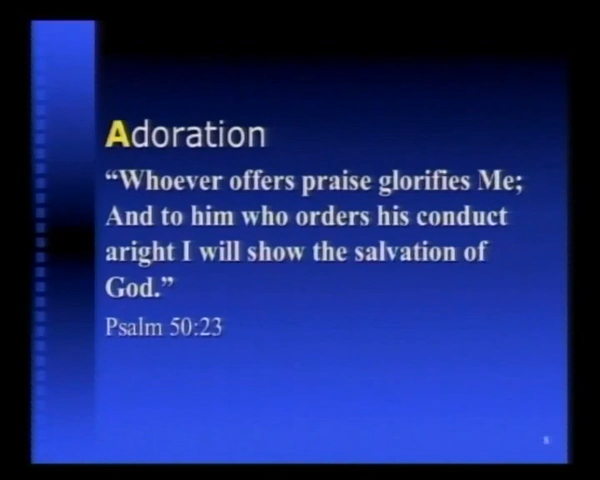 Adoration
“Whoever offers praise glorifies Me;
And to him who orders his conduct
aright I will show the salvation of
God.”
Psalm 50:23
8